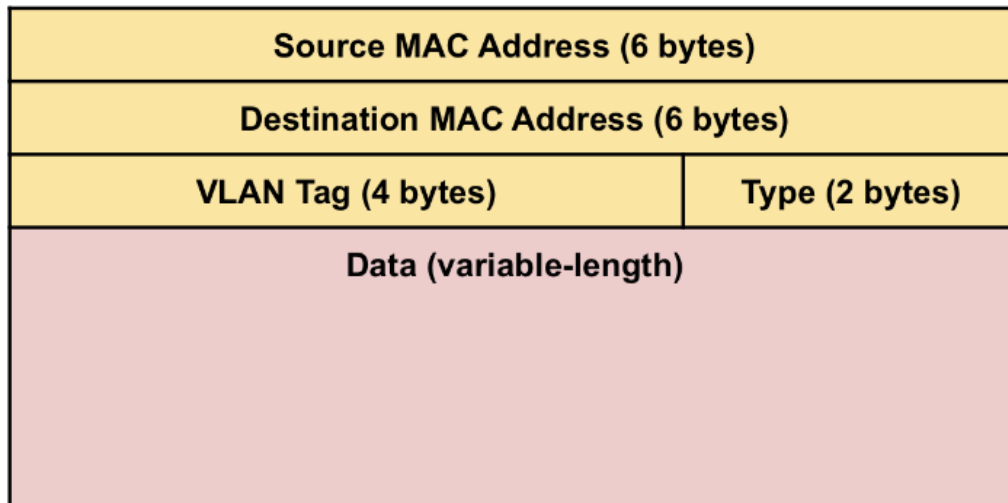 Source MAC Address (6 bytes)
Destination MAC Address (6 bytes)
VLAN Tag (4 bytes)
Type (2 bytes)
Data (variable-length)